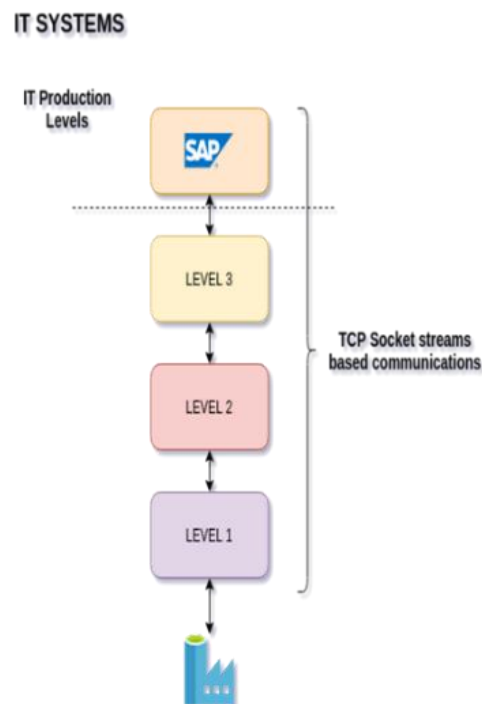 IT SYSTEMS
IT Production
Levels
SAP
LEVEL 3
TCP Socket streams
based communications
LEVEL 2
LEVEL 1